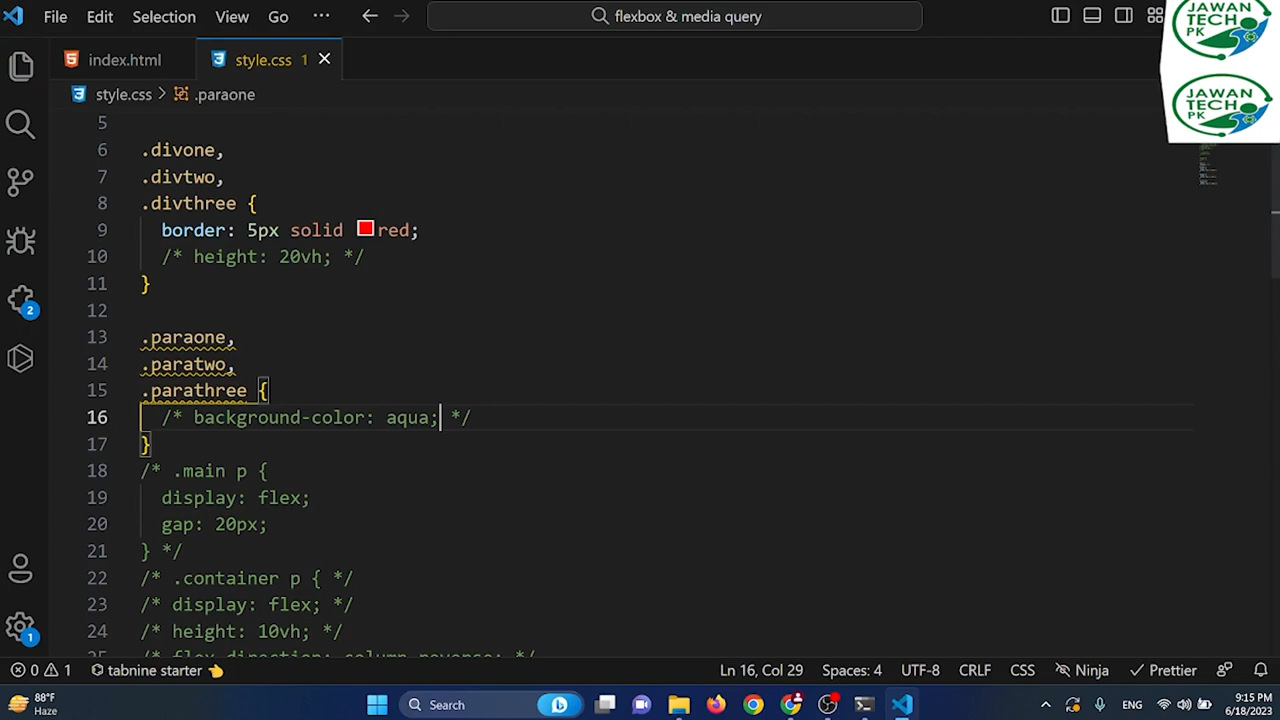 File Edit Selection View Go ··· flexbox & media query
JAWAN
TECH
PK
JAWAN
TECH
PK
index.html style.css 1
style.css > .paraone
5
6 .divone,
7 .divtwo,
8 .divthree {
9 border: 5px solid red;
10 /* height: 20vh; */
11 }
12
13 .paraone,
14 .paratwo,
15 .parathree {
16 /* background-color: aqua; */
17 }
18 /* .main p {
19 display: flex;
20 gap: 20px;
21 } */
22 /* .container p { */
23 /* display: flex; */
24 /* height: 10vh; */
25 /* flex-direction: column-reverse; */
2
1
0 1 tabnine starter Ln 16, Col 29 Spaces: 4 UTF-8 CRLF CSS Ninja Prettier
88°F
Haze
Search
ENG
9:15 PM
6/18/2023